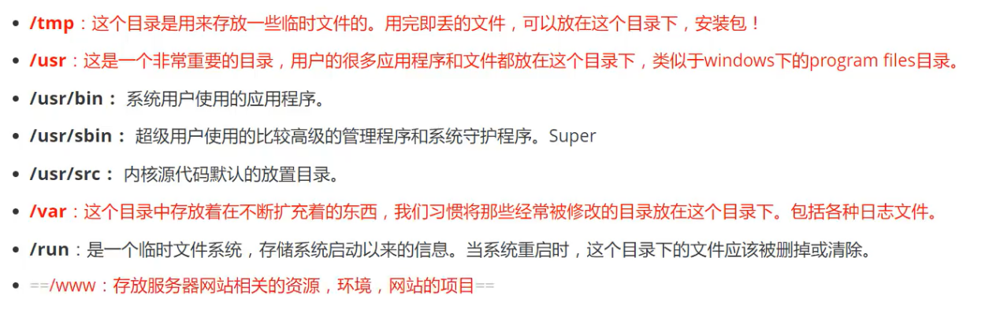 /tmp：这个目录是用来存放一些临时文件的。用完即丢的文件，可以放在这个目录下，安装包！
/usr：这是一个非常重要的目录，用户的很多应用程序和文件都放在这个目录下，类似于windows下的program files目录。
/usr/bin： 系统用户使用的应用程序。
/usr/sbin： 超级用户使用的比较高级的管理程序和系统守护程序。Super
/usr/src： 内核源代码默认的放置目录。
/var：这个目录中存放着在不断扩充着的东西，我们习惯将那些经常被修改的目录放在这个目录下。包括各种日志文件。
/run：是一个临时文件系统，存储系统启动以来的信息。当系统重启时，这个目录下的文件应该被删掉或清除。
==/www：存放服务器网站相关的资源，环境，网站的项目==